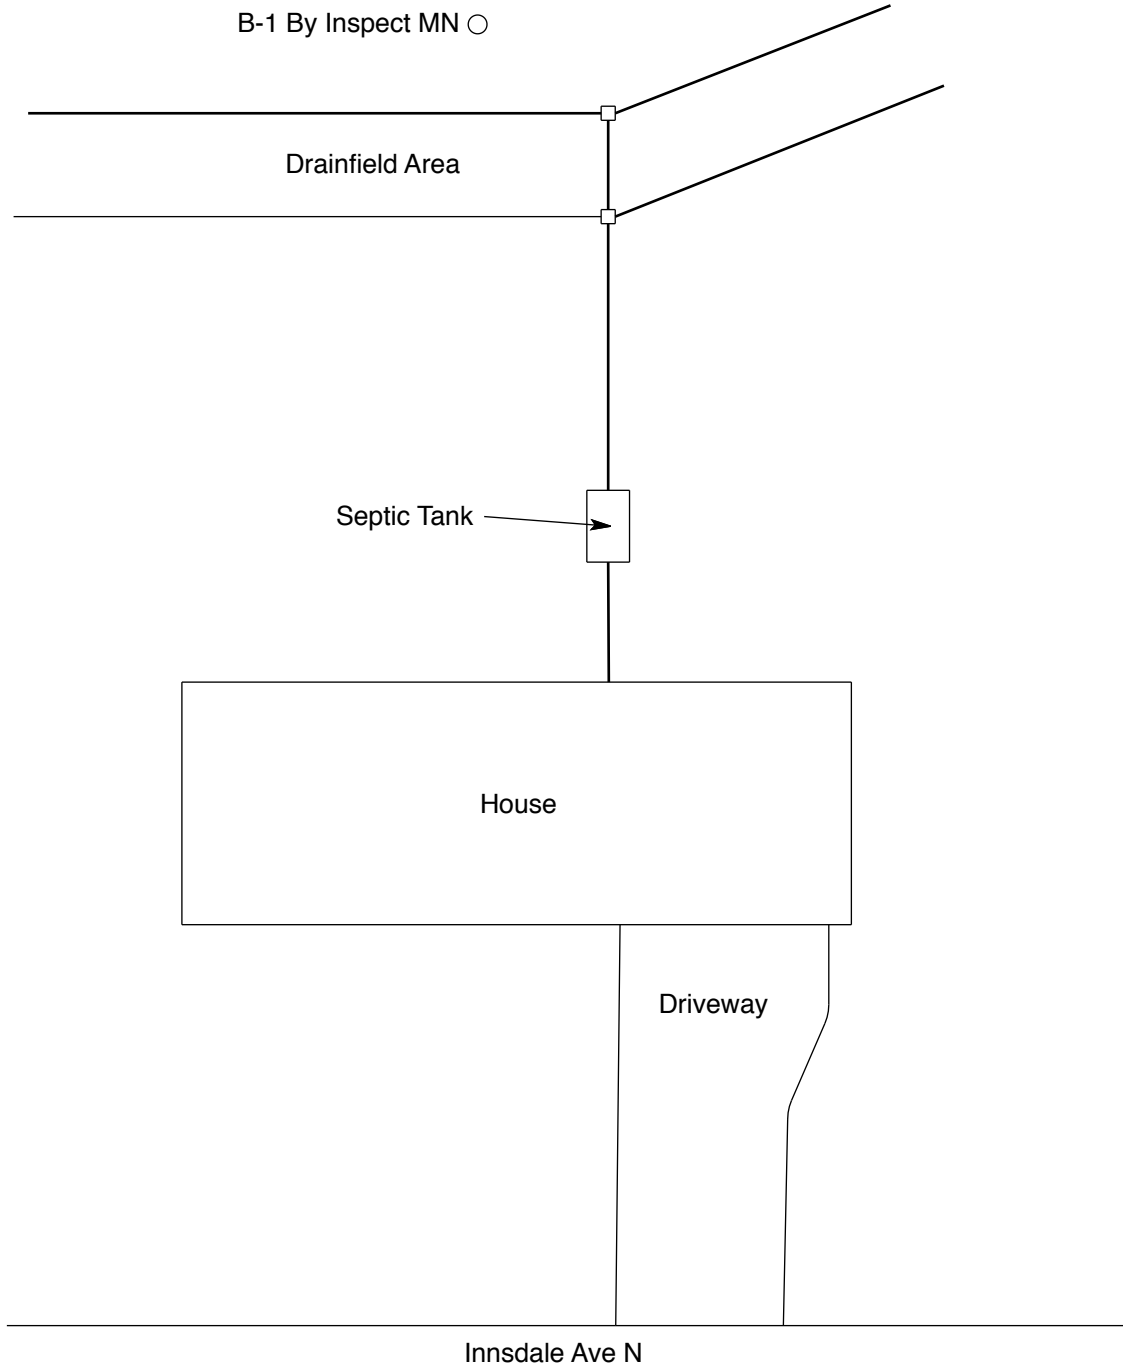 B-1 By Inspect MN
Drainfield Area
Septic Tank
House
Driveway
Innsdale Ave N